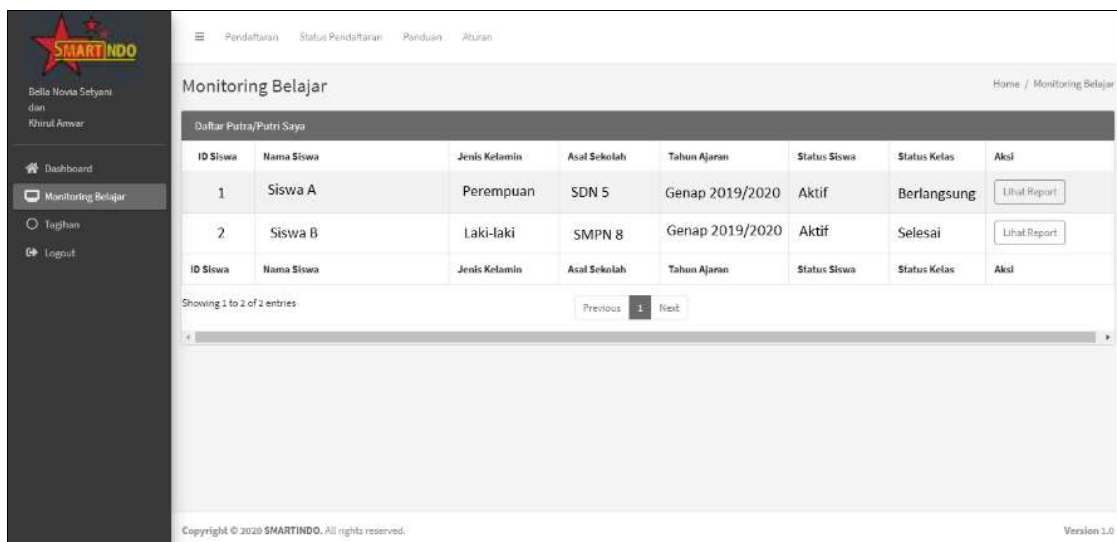 SMARTINDO
Bella Novia Setyani
dan
Khirul Anwar
Dashboard
Monitoring Belajar
Tagihan
Logout
Pendaftaran Status Pendaftaran Panduan Aturan
Monitoring Belajar
Home / Monitoring Belajar
Daftar Putra/Putri Saya
ID Siswa Nama Siswa Jenis Kelamin Asal Sekolah Tahun Ajaran Status Siswa Status Kelas Aksi
1 Siswa A Perempuan SDN 5 Genap 2019/2020 Aktif Berlangsung Lihat Report
2 Siswa B Laki-laki SMPN 8 Genap 2019/2020 Aktif Selesai Lihat Report
ID Siswa Nama Siswa Jenis Kelamin Asal Sekolah Tahun Ajaran Status Siswa Status Kelas Aksi
Showing 1 to 2 of 2 entries
Previous 1 Next
Copyright © 2020 SMARTINDO. All rights reserved.
Version 1.0